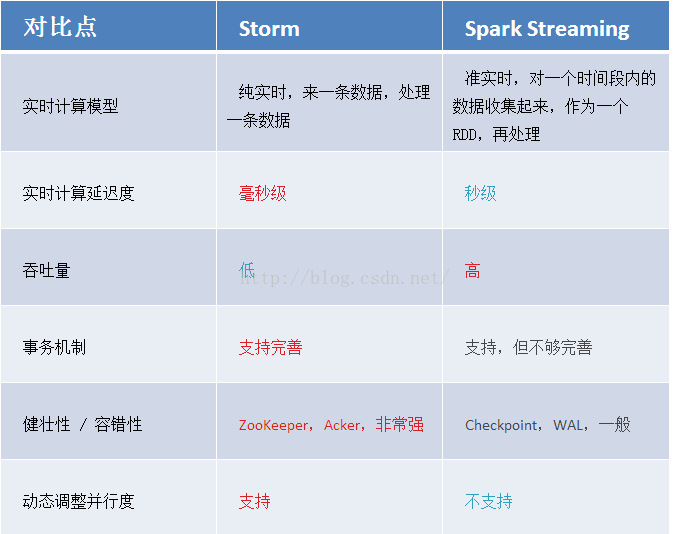 对比点 Storm Spark Streaming
实时计算模型
纯实时，来一条数据，处理
一条数据
准实时，对一个时间段内的
数据收集起来，作为一个
RDD，再处理
实时计算延迟度 毫秒级 秒级
吞吐量 低 高
http://blog.csdn.net/
事务机制 支持完善 支持，但不够完善
健壮性 / 容错性 ZooKeeper，Acker，非常强 Checkpoint，WAL，一般
动态调整并行度 支持 不支持